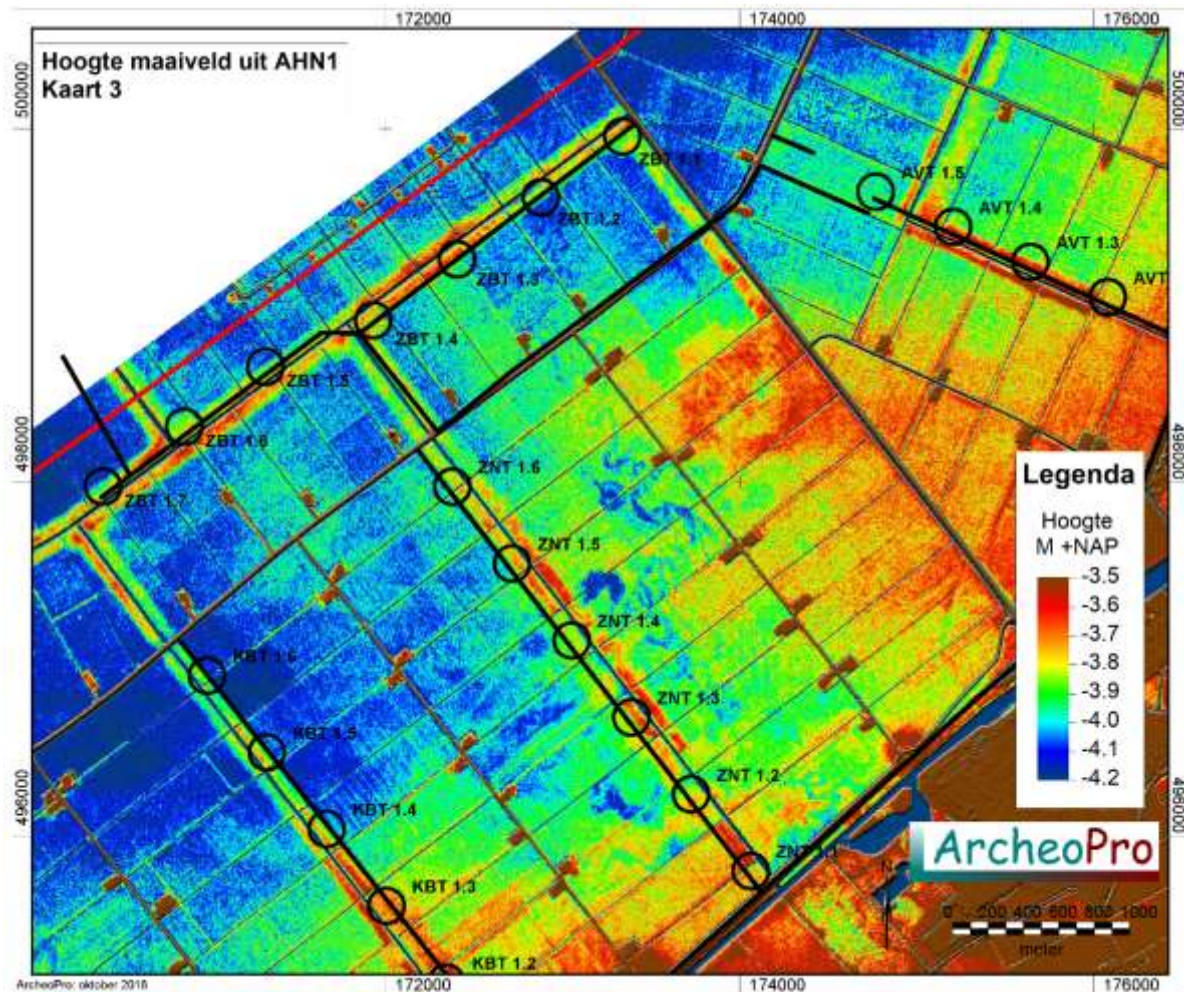 172000
174000
176000
Hoogte maaiveld uit AHN1
Kaart 3
500000
500000
ZBT 1.1
ZBT 1.2
ZBT 1.3
ZBT 1.4
ZBT 1.5
ZBT 1.6
ZBT 1.7
AVT 1.5
AVT 1.4
AVT 1.3
AVT
498000
498000
ZNT 1.6
ZNT 1.5
ZNT 1.4
ZNT 1.3
ZNT 1.2
ZNT 1.1
KBT 1.6
KBT 1.5
KBT 1.4
KBT 1.3
KBT 1.2
496000
496000
Legenda
Hoogte
M +NAP
-3.5
-3.6
-3.7
-3.8
-3.9
-4.0
-4.1
-4.2
ArcheoPro
N
0 200 400 600 800 1000
meter
ArcheoPro: oktober 2016
172000
174000
176000